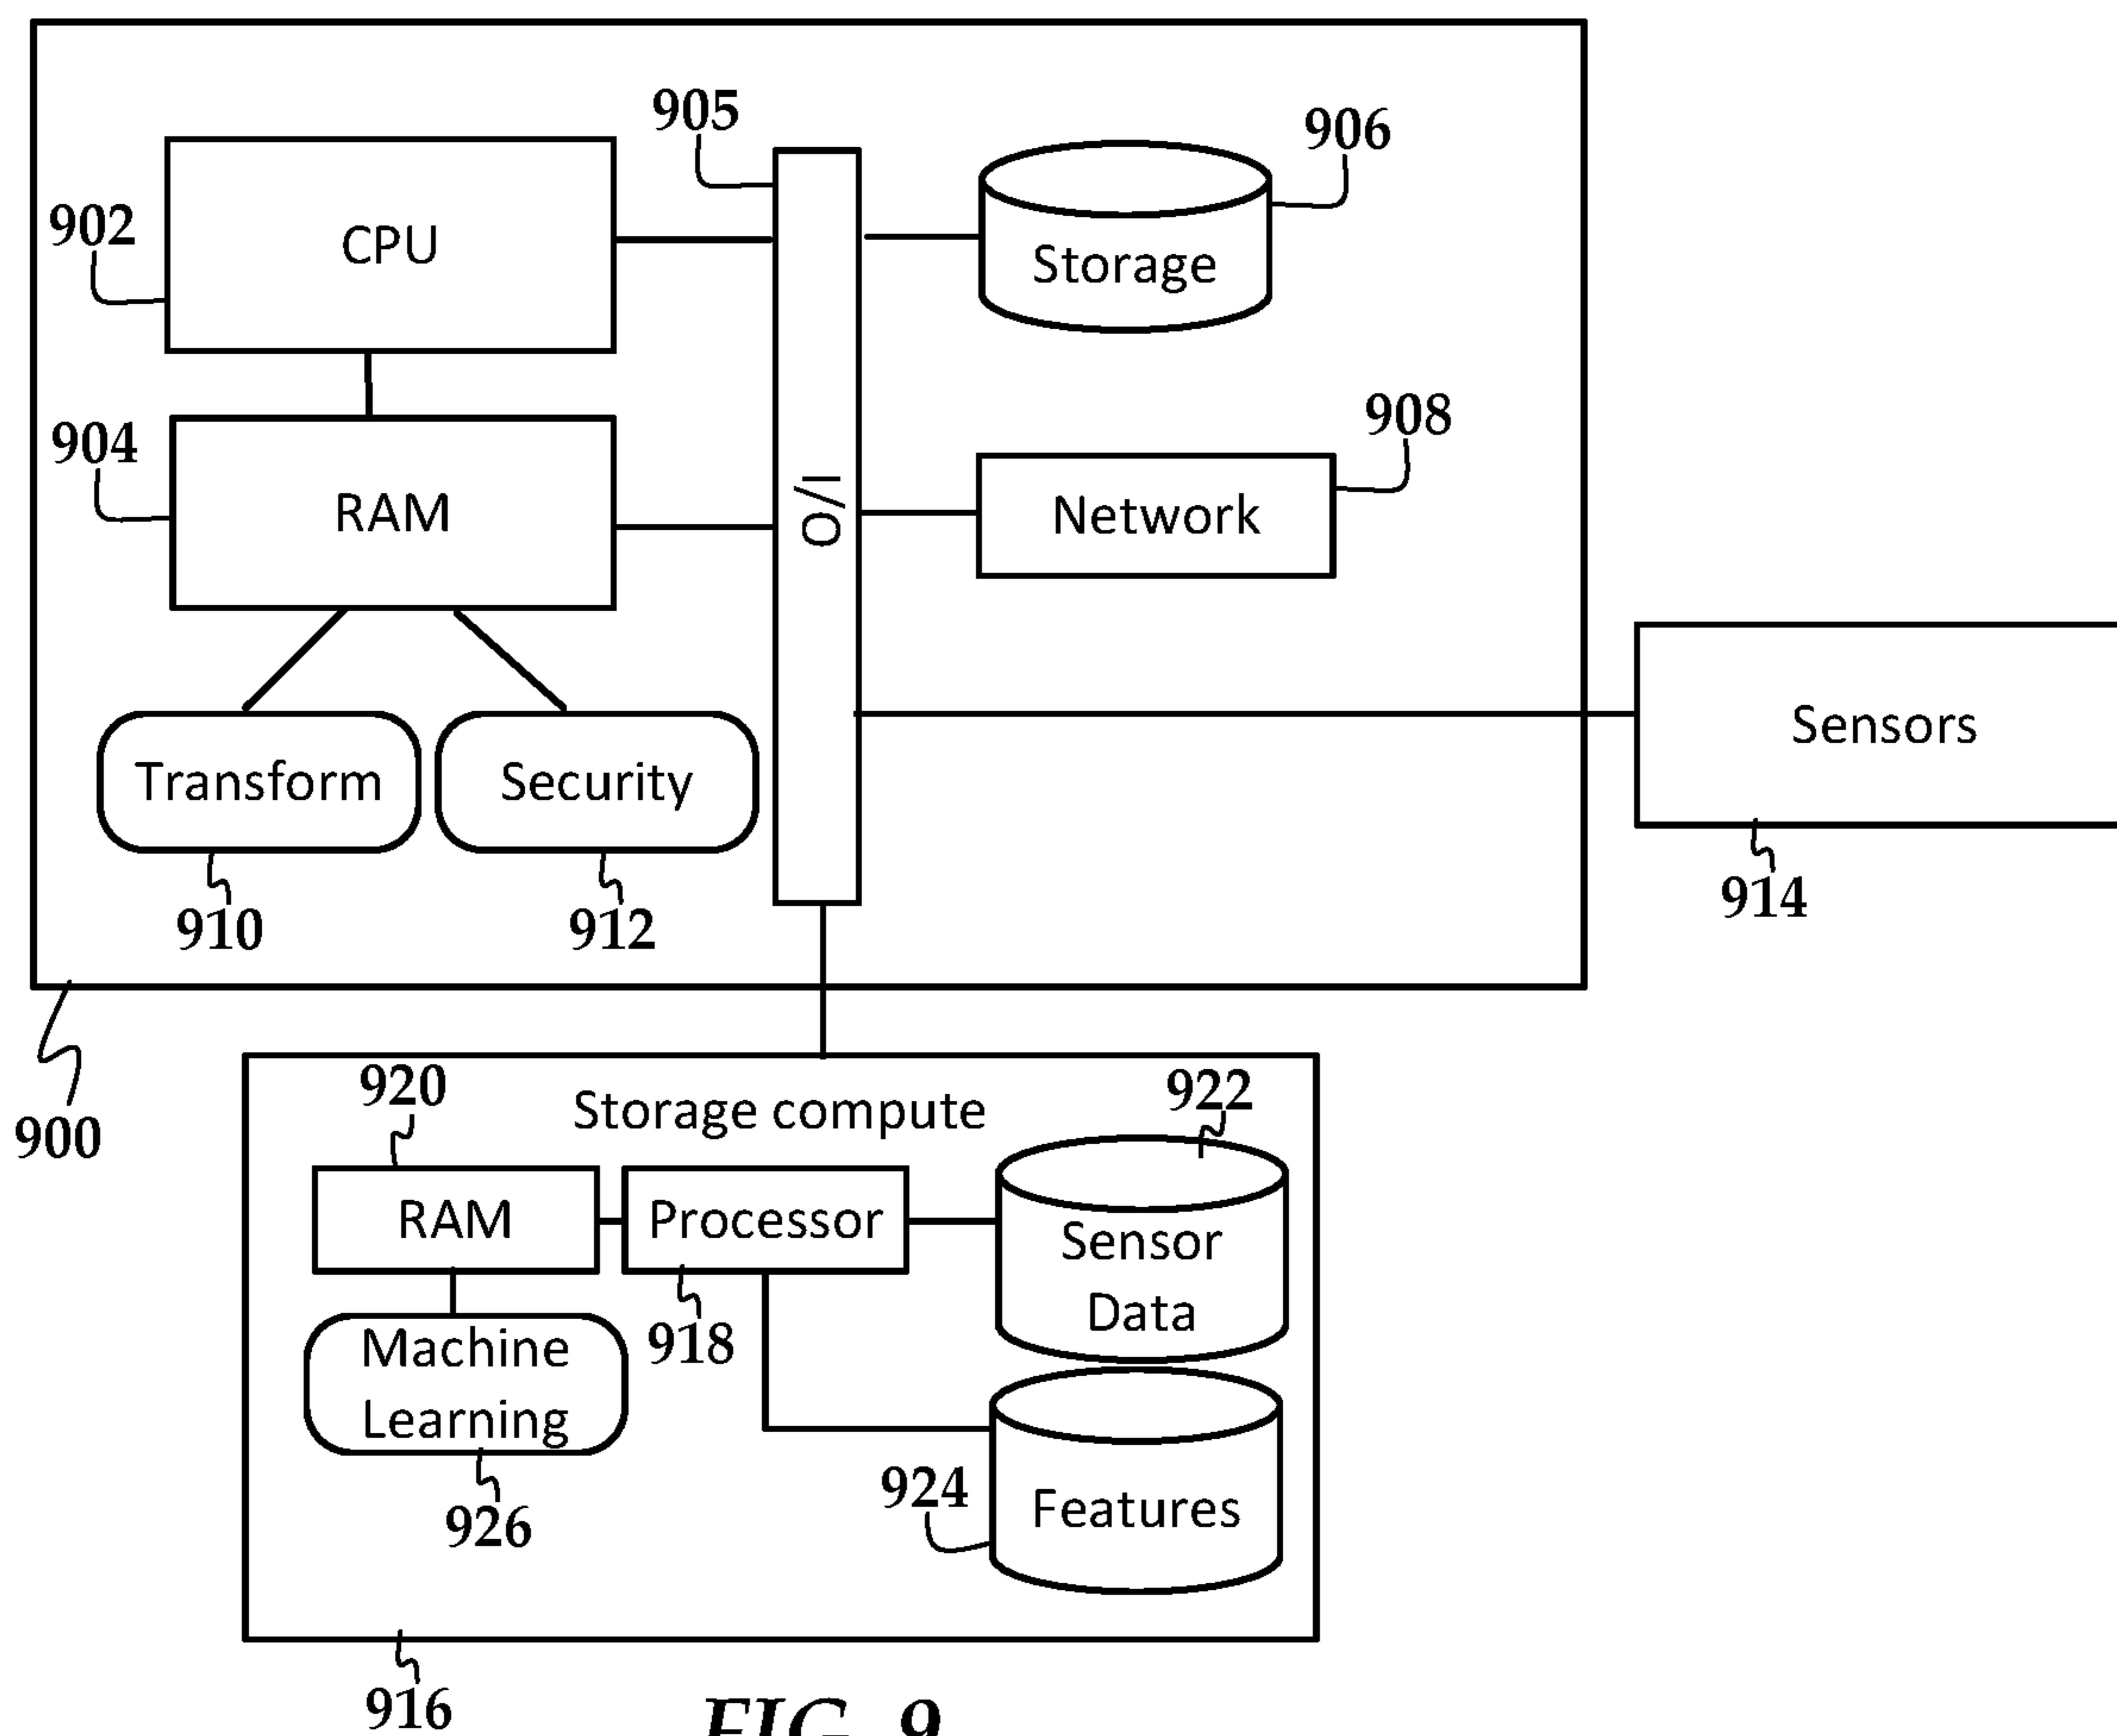 905
906
902
CPU
Storage
904
908
RAM
O/I
Network
Sensors
Transform
Security
914
910
912
900
920
Storage compute
922
RAM
Processor
Sensor
Data
918
Machine
Learning
924
Features
926
916
FIG. 9